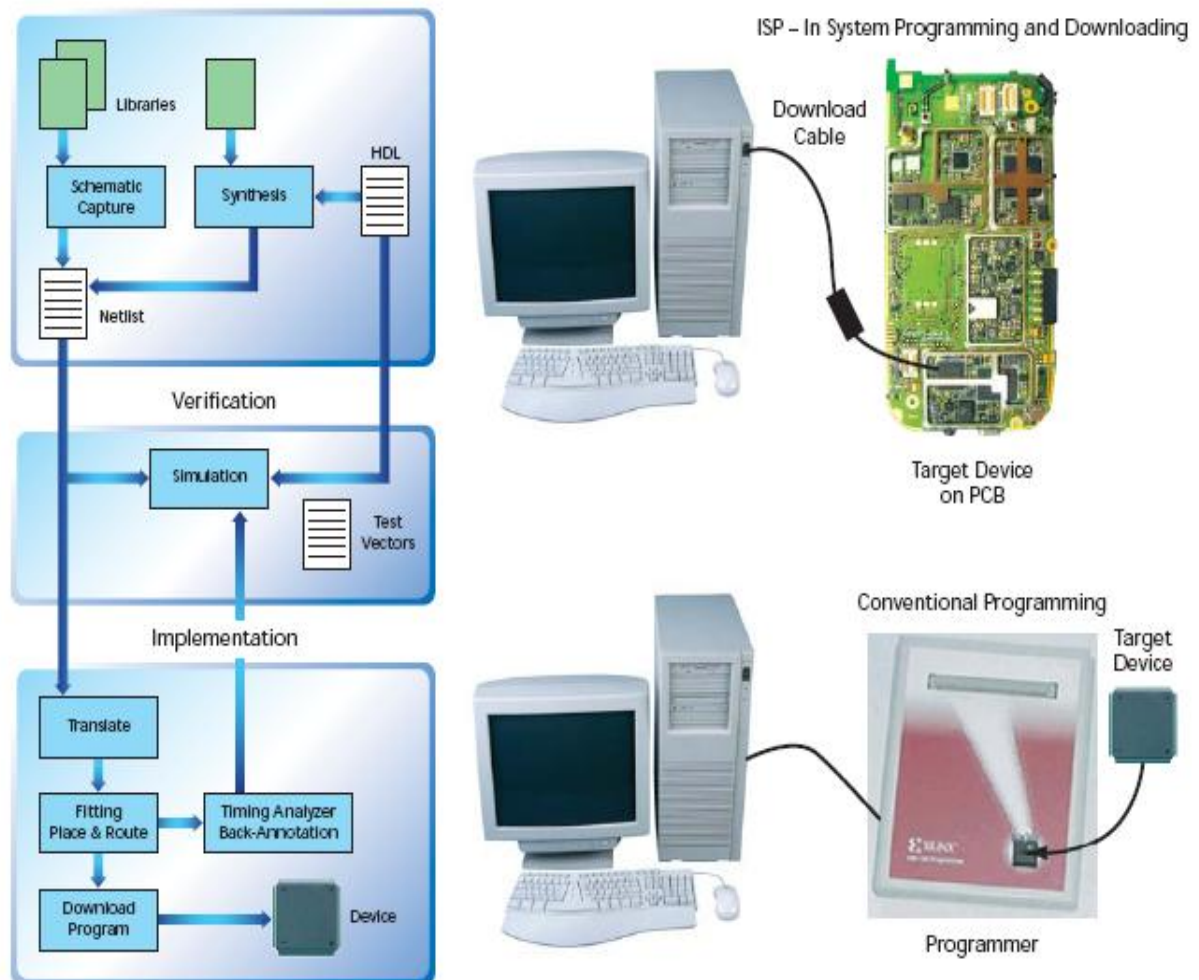 Libraries
HDL
Schematic
Capture
Synthesis
Netlist
Verification
Simulation
Test
Vectors
Implementation
Translate
Fitting
Place & Route
Timing Analyzer
Back-Annotation
Download
Program
Device
ISP – In System Programming and Downloading
Download
Cable
Target Device
on PCB
Conventional Programming
Target
Device
XILINX
Programmer